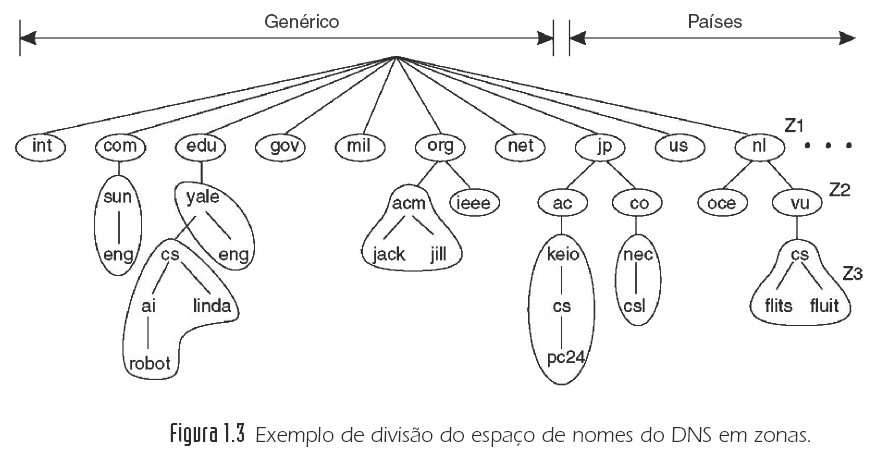 Genérico Países
int com edu gov mil org net jp us nl Z1 • • •
sun yale acm ieee ac co oce vu Z2
eng cs eng jack jill keio nec cs Z3
ai linda cs csl flits fluit
robot pc24
Figura 1.3 Exemplo de divisão do espaço de nomes do DNS em zonas.